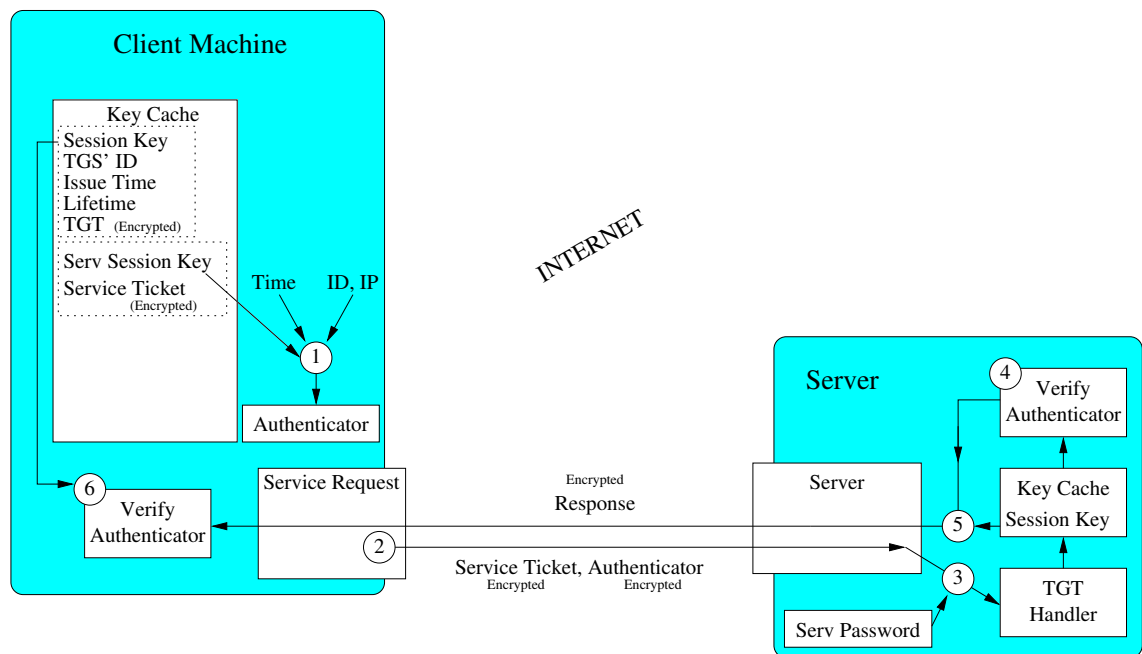 Client Machine
Key Cache
Session Key
TGS' ID
Issue Time
Lifetime
TGT (Encrypted)
Serv Session Key
Service Ticket
(Encrypted)
Time
ID, IP
1
Authenticator
INTERNET
6
Verify
Authenticator
Service Request
2
Encrypted
Response
Service Ticket, Authenticator
Encrypted
Encrypted
Server
4
Verify
Authenticator
Server
Key Cache
Session Key
5
3
TGT
Handler
Serv Password